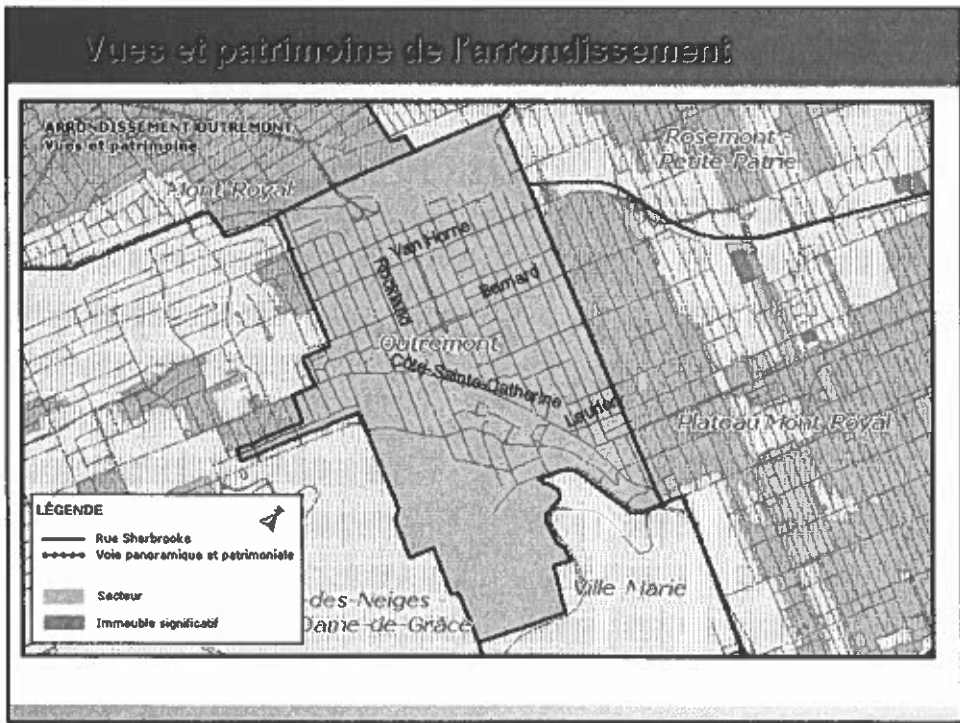 Vues et patrimoine de l'arrondissement
ARRONDISSEMENT OUTREMONT
Vues et patrimoine
Mont Royal
Rosemont
Petite Patrie
Van Horne
Rockland
Bernard
Outremont
Côte-Sainte-Catherine
Laurier
Plateau Mont Royal
LÉGENDE
Rue Sherbrooke
Voie panoramique et patrimoniale
Secteur
Immeuble significatif
-des-Neiges
Dame-de-Grâce
Ville Marie